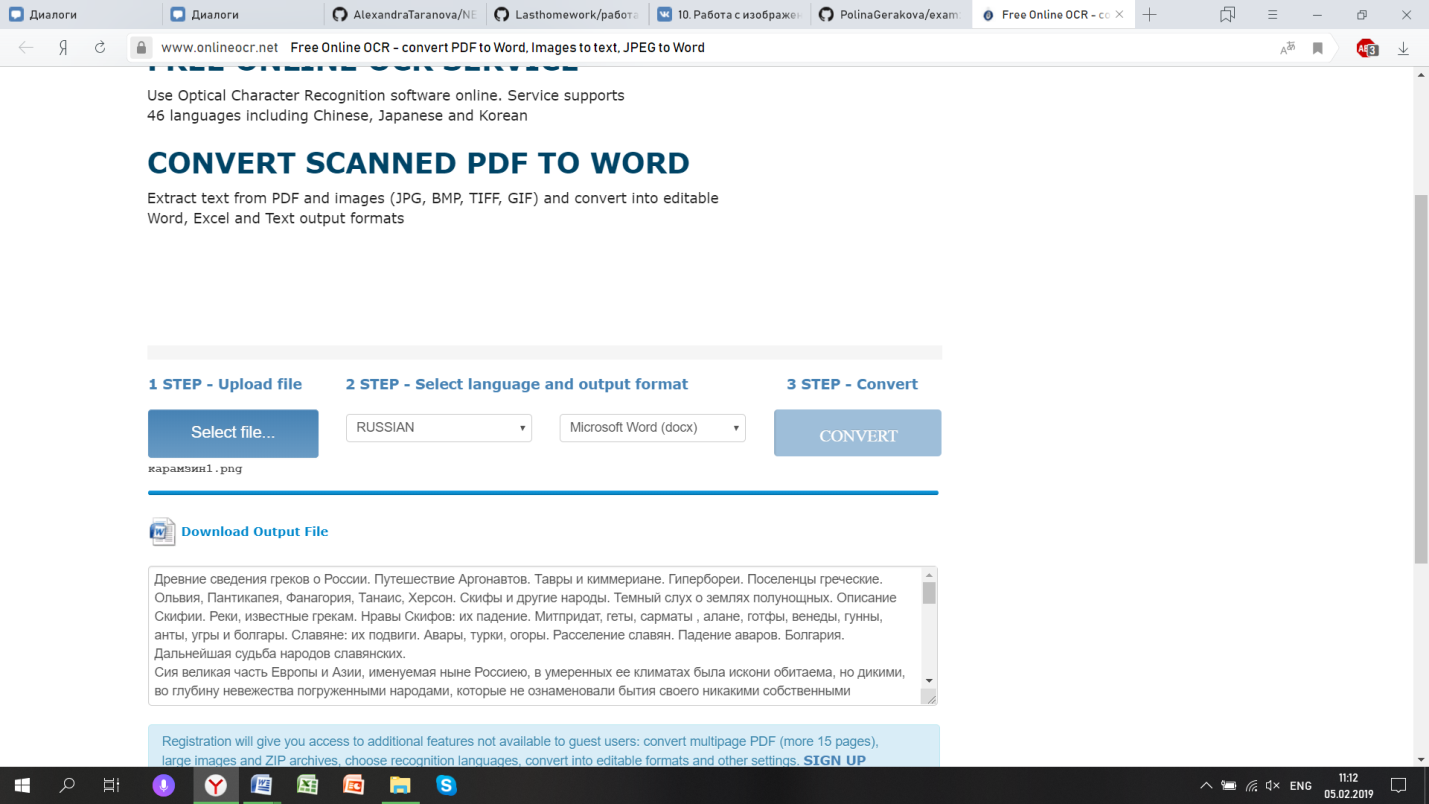 Диалоги
Диалоги
AlexandraTaranova/NE
Lasthomework/работа
10. Работа с изображен
PolinaGerakova/exam
Free Online OCR - co
www.onlineocr.net Free Online OCR - convert PDF to Word, Images to text, JPEG to Word
3
FREE ONLINE OCR SERVICE
Use Optical Character Recognition software online. Service supports
46 languages including Chinese, Japanese and Korean
CONVERT SCANNED PDF TO WORD
Extract text from PDF and images (JPG, BMP, TIFF, GIF) and convert into editable
Word, Excel and Text output formats
1 STEP - Upload file
2 STEP - Select language and output format
3 STEP - Convert
Select file...
RUSSIAN
Microsoft Word (docx)
CONVERT
карамзин1.png
Download Output File
Древние сведения греков о России. Путешествие Аргонавтов. Тавры и киммериане. Гипербореи. Поселенцы греческие.
Ольвия, Пантикапея, Фанагория, Танаис, Херсон. Скифы и другие народы. Темный слух о землях полунощных. Описание
Скифии. Реки, известные грекам. Нравы Скифов: их падение. Митпридат, геты, сарматы , алане, готфы, венеды, гунны,
анты, угры и болгары. Славяне: их подвиги. Авары, турки, огоры. Расселение славян. Падение аваров. Болгария.
Дальнейшая судьба народов славянских.
Сия великая часть Европы и Азии, именуемая ныне Россиею, в умеренных ее климатах была искони обитаема, но дикими,
во глубину невежества погруженными народами, которые не ознаменовали бытия своего никакими собственными
Registration will give you access to additional features not available to guest users: convert multipage PDF (more 15 pages),
large images and ZIP archives, choose recognition languages, convert into editable formats and other settings. SIGN UP
ENG
11:12
05.02.2019